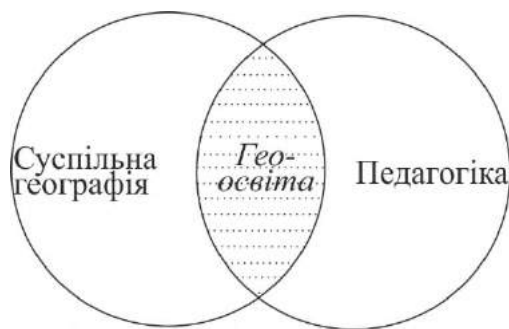 Суспільна
географія
Гео-
освіта
Педагогіка